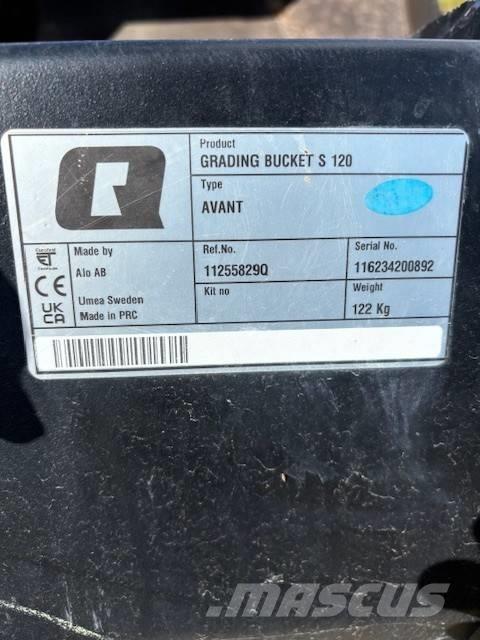 Product
GRADING BUCKET S 120
Type
AVANT
Made by
Alo AB
Umea Sweden
Made in PRC
CE
UK
CA
Ref.No.
11255829Q
Serial No.
116234200892
Kit no
Weight
122 Kg
MASCUS